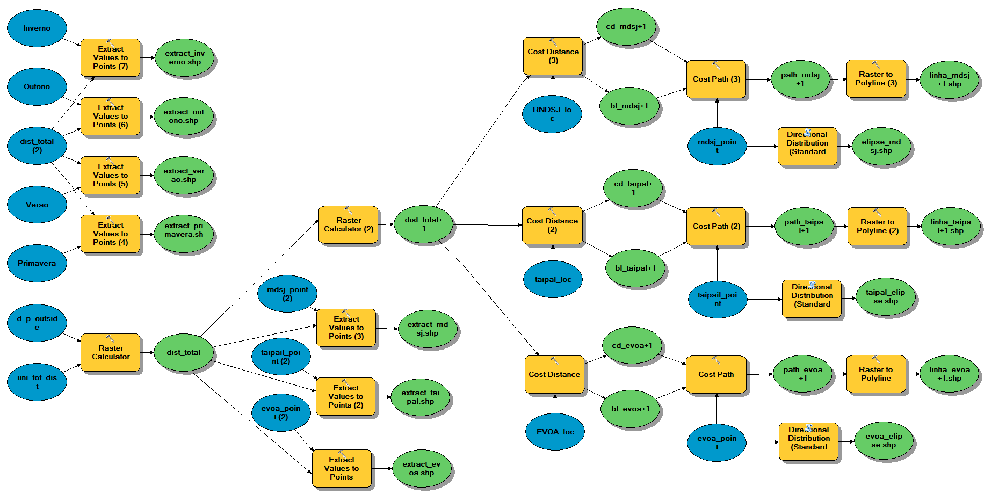 Inverno
Extract
Values to
Points (7)
extract_inv
erno.shp
Outono
Extract
Values to
Points (6)
extract_out
ono.shp
dist_total
(2)
Extract
Values to
Points (5)
extract_ver
ao.shp
Verao
Extract
Values to
Points (4)
extract_pri
mavera.sh
Primavera
d_p_outsid
e
Raster
Calculator
dist_total
uni_tot_dis
t
Raster
Calculator (2)
dist_total+
1
rndsj_point
(2)
Extract
Values to
Points (3)
extract_rnd
sj.shp
taipail_poi
nt (2)
Extract
Values to
Points (2)
extract_tai
pal.shp
evoa_poin
t (2)
Extract
Values to
Points
extract_ev
oa.shp
cd_rndsj+1
Cost Distance
(3)
bl_rndsj+1
RNDSJ_lo
c
Cost Path (3)
path_rndsj
+1
Raster to
Polyline (3)
linha_rndsj
+1.shp
rndsj_poin
t
Directional
Distribution
(Standard
elipse_rnd
sj.shp
cd_taipal+
1
Cost Distance
(2)
bl_taipal+1
taipal_loc
Cost Path (2)
path_taipa
l+1
Raster to
Polyline (2)
linha_taipa
l+1.shp
taipail_poi
nt
Directional
Distribution
(Standard
taipal_elip
se.shp
cd_evoa+1
Cost Distance
bl_evoa+1
EVOA_loc
Cost Path
path_evoa
+1
Raster to
Polyline
linha_evoa
+1.shp
evoa_poin
t
Directional
Distribution
(Standard
evoa_elip
se.shp